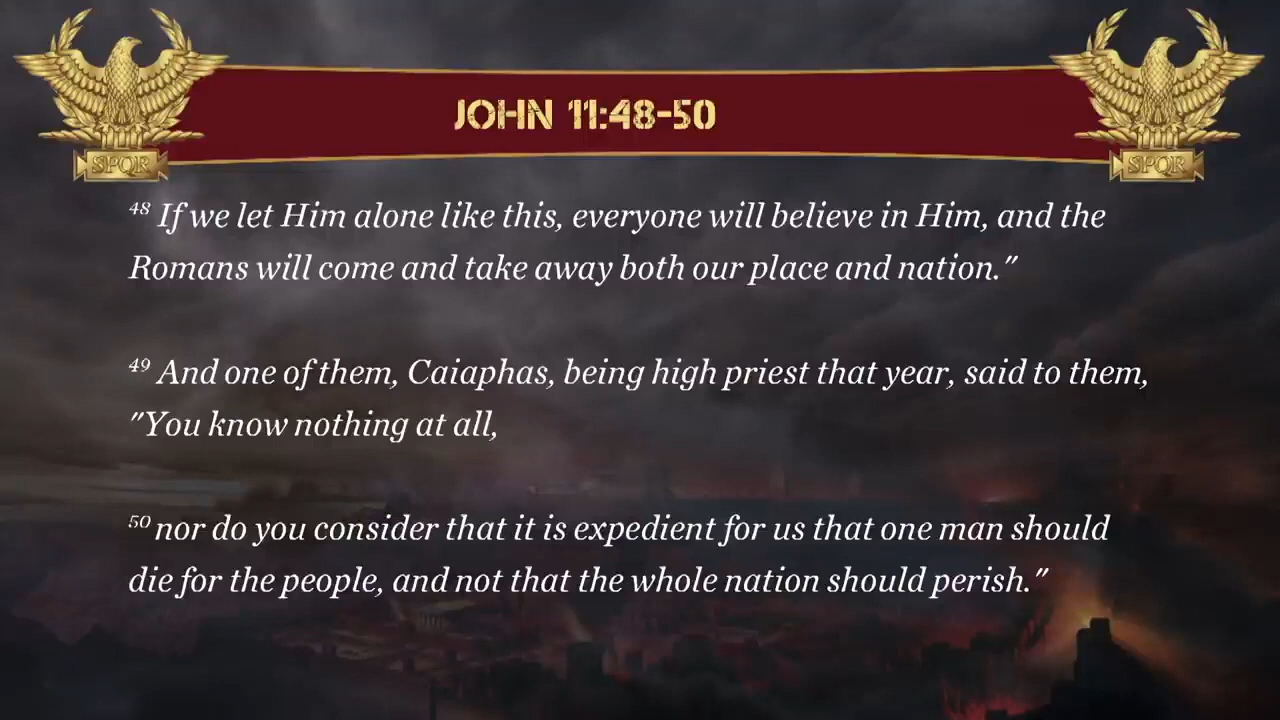 SPQR
SPQR
JOHN 11:48-50
48 If we let Him alone like this, everyone will believe in Him, and the
Romans will come and take away both our place and nation."
49 And one of them, Caiaphas, being high priest that year, said to them,
"You know nothing at all,
50 nor do you consider that it is expedient for us that one man should
die for the people, and not that the whole nation should perish."